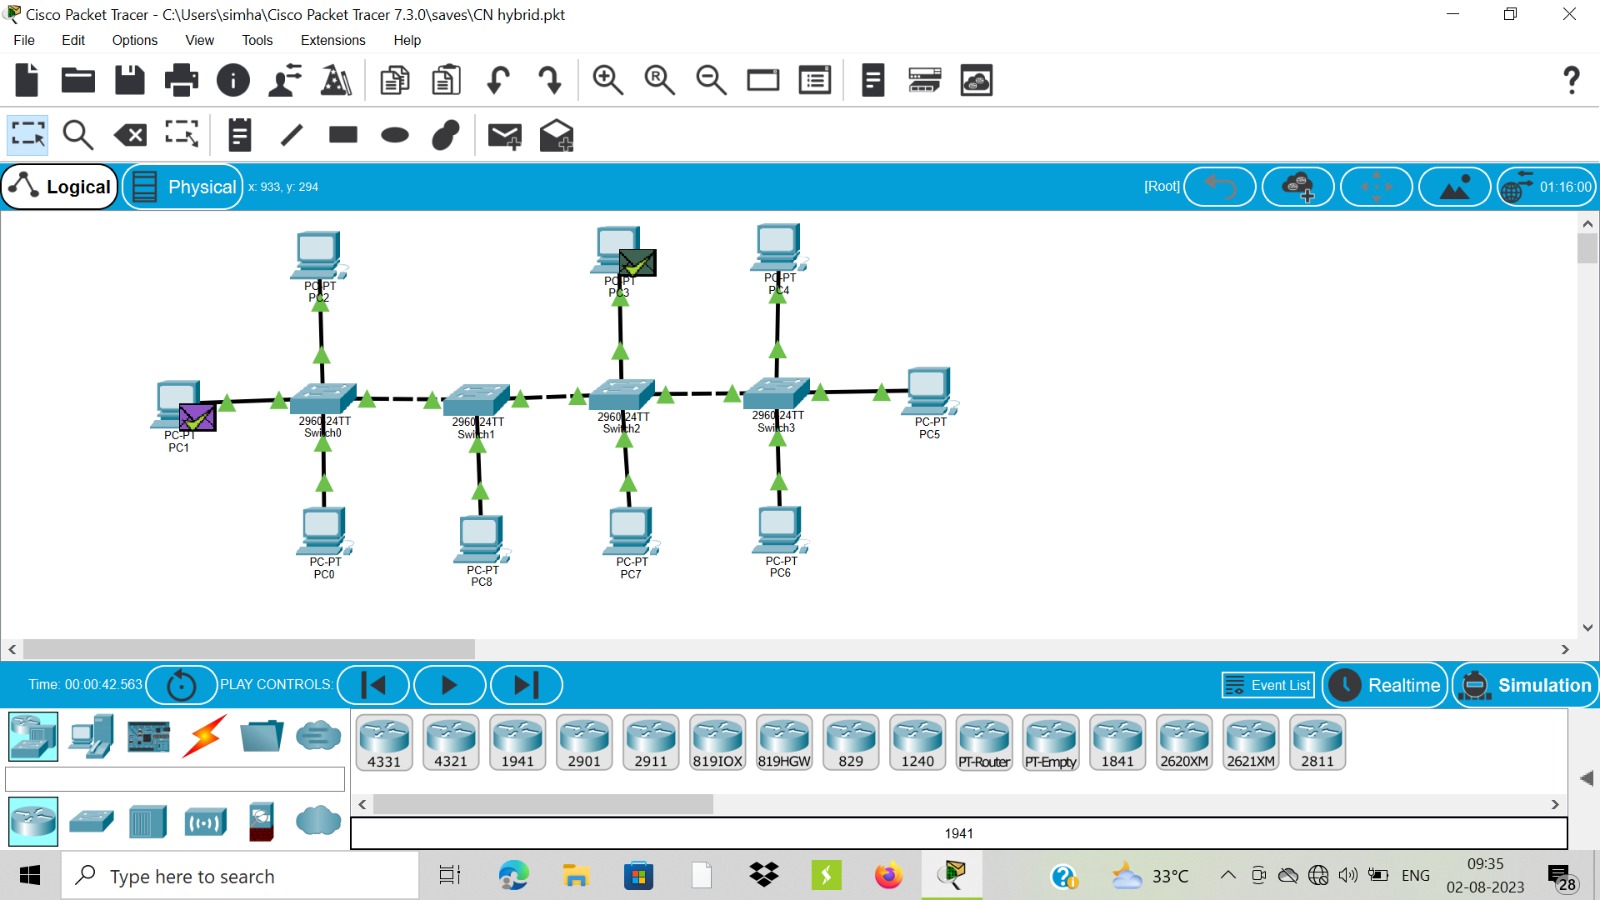 Cisco Packet Tracer - C:\Users\simha\Cisco Packet Tracer 7.3.0\saves\CN hybrid.pkt
File Edit Options View Tools Extensions Help
Logical Physical x: 933, y: 294 [Root] 01:16:00
PC-PT
PC2
PC-PT
PC3
PC-PT
PC4
PC-PT
PC1
2960-24TT
Switch0
2960-24TT
Switch1
2960-24TT
Switch2
2960-24TT
Switch3
PC-PT
PC5
PC-PT
PC0
PC-PT
PC8
PC-PT
PC7
PC-PT
PC6
Time: 00:00:42.563 PLAY CONTROLS: Event List Realtime Simulation
4331 4321 1941 2901 2911 819IOX 819HGW 829 1240 PT-Router PT-Empty 1841 2620XM 2621XM 2811
1941
Type here to search 33°C ENG 09:35
02-08-2023 28